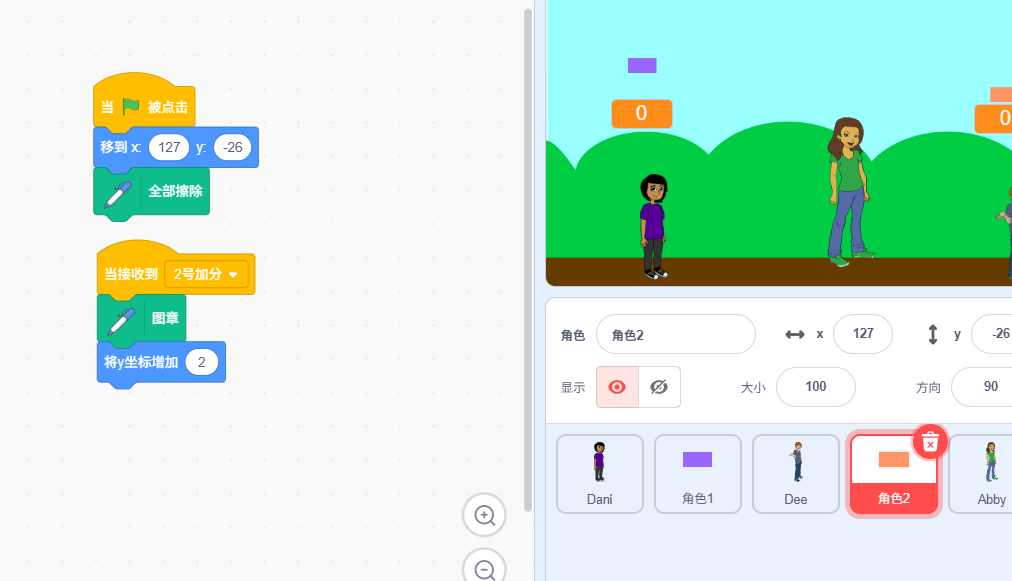 当 被点击
移到 x: 127 y: -26
全部擦除
当接收到 2号加分
图章
将y坐标增加 2
0
0
角色 角色2 x 127 y -26
显示 大小 100 方向 90
Dani 角色1 Dee 角色2 Abby